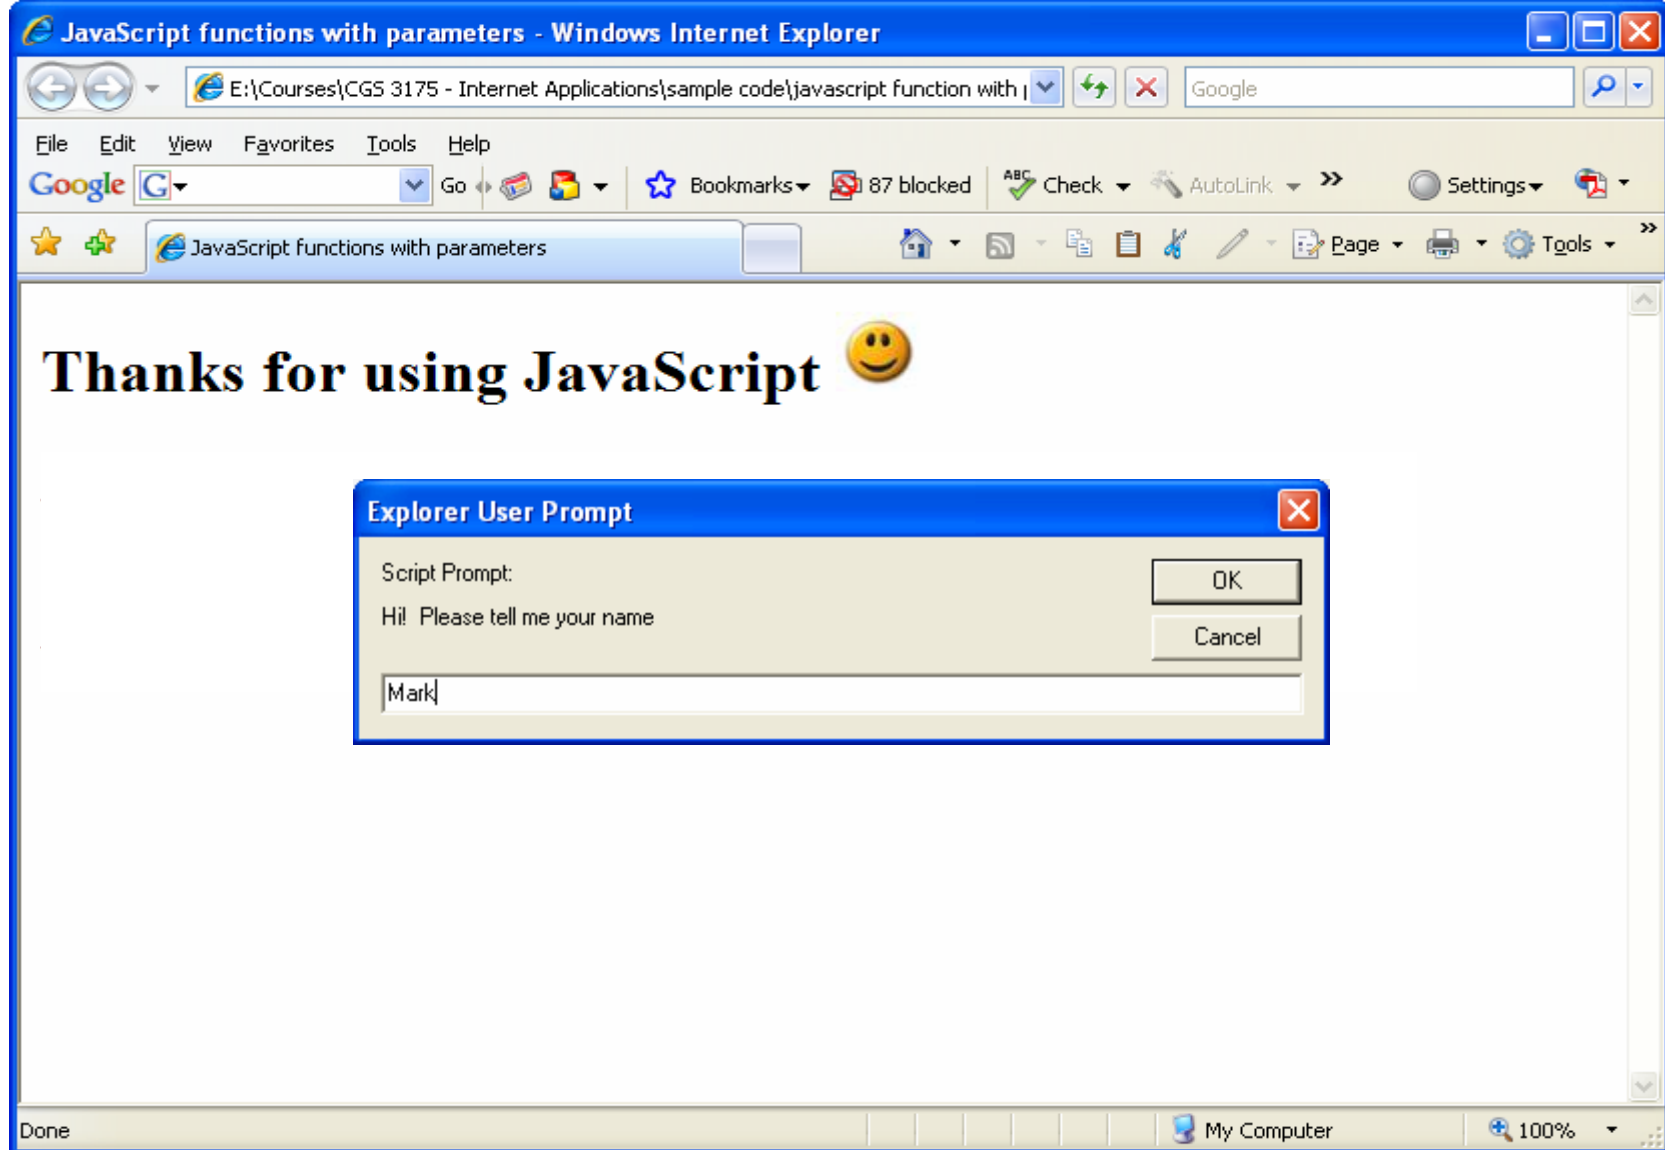 JavaScript functions with parameters - Windows Internet Explorer
E:\Courses\CGS 3175 - Internet Applications\sample code\javascript function with p
Google
File Edit View Favorites Tools Help
Google G Go Bookmarks 87 blocked ABC Check AutoLink >> Settings
JavaScript functions with parameters Page Tools >>
Thanks for using JavaScript
Explorer User Prompt
Script Prompt:
OK
Hi! Please tell me your name
Cancel
Mark
Done My Computer 100%